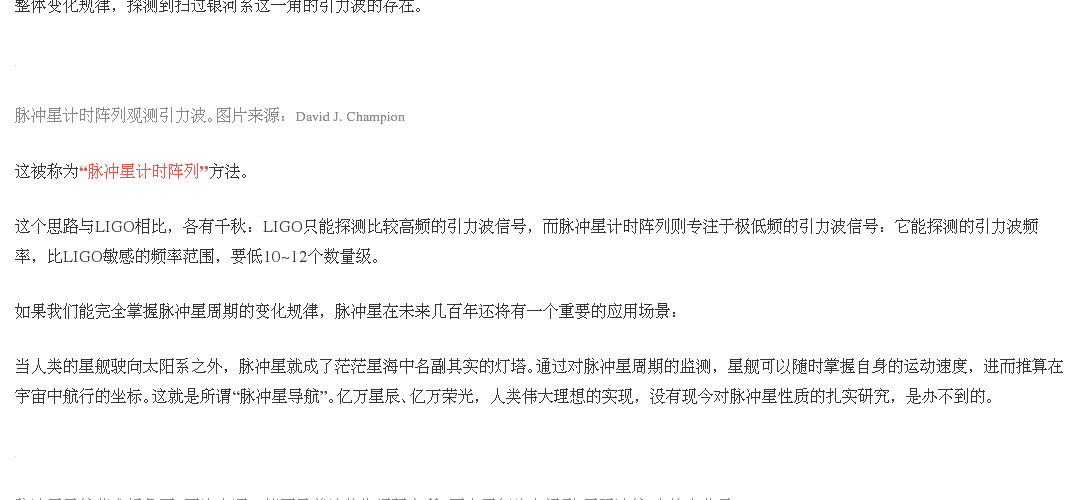 整体变化规律，探测到扫过银河系这一角的引力波的存在。
脉冲星计时阵列观测引力波。图片来源：David J. Champion
这被称为“脉冲星计时阵列”方法。
这个思路与LIGO相比，各有千秋：LIGO只能探测比较高频的引力波信号，而脉冲星计时阵列则专注于极低频的引力波信号：它能探测的引力波频
率，比LIGO敏感的频率范围，要低10~12个数量级。
如果我们能完全掌握脉冲星周期的变化规律，脉冲星在未来几百年还将有一个重要的应用场景：
当人类的星舰驶向太阳系之外，脉冲星就成了茫茫星海中名副其实的灯塔。通过对脉冲星周期的监测，星舰可以随时掌握自身的运动速度，进而推算在
宇宙中航行的坐标。这就是所谓“脉冲星导航”。亿万星辰、亿万荣光，人类伟大理想的实现，没有现今对脉冲星性质的扎实研究，是办不到的。